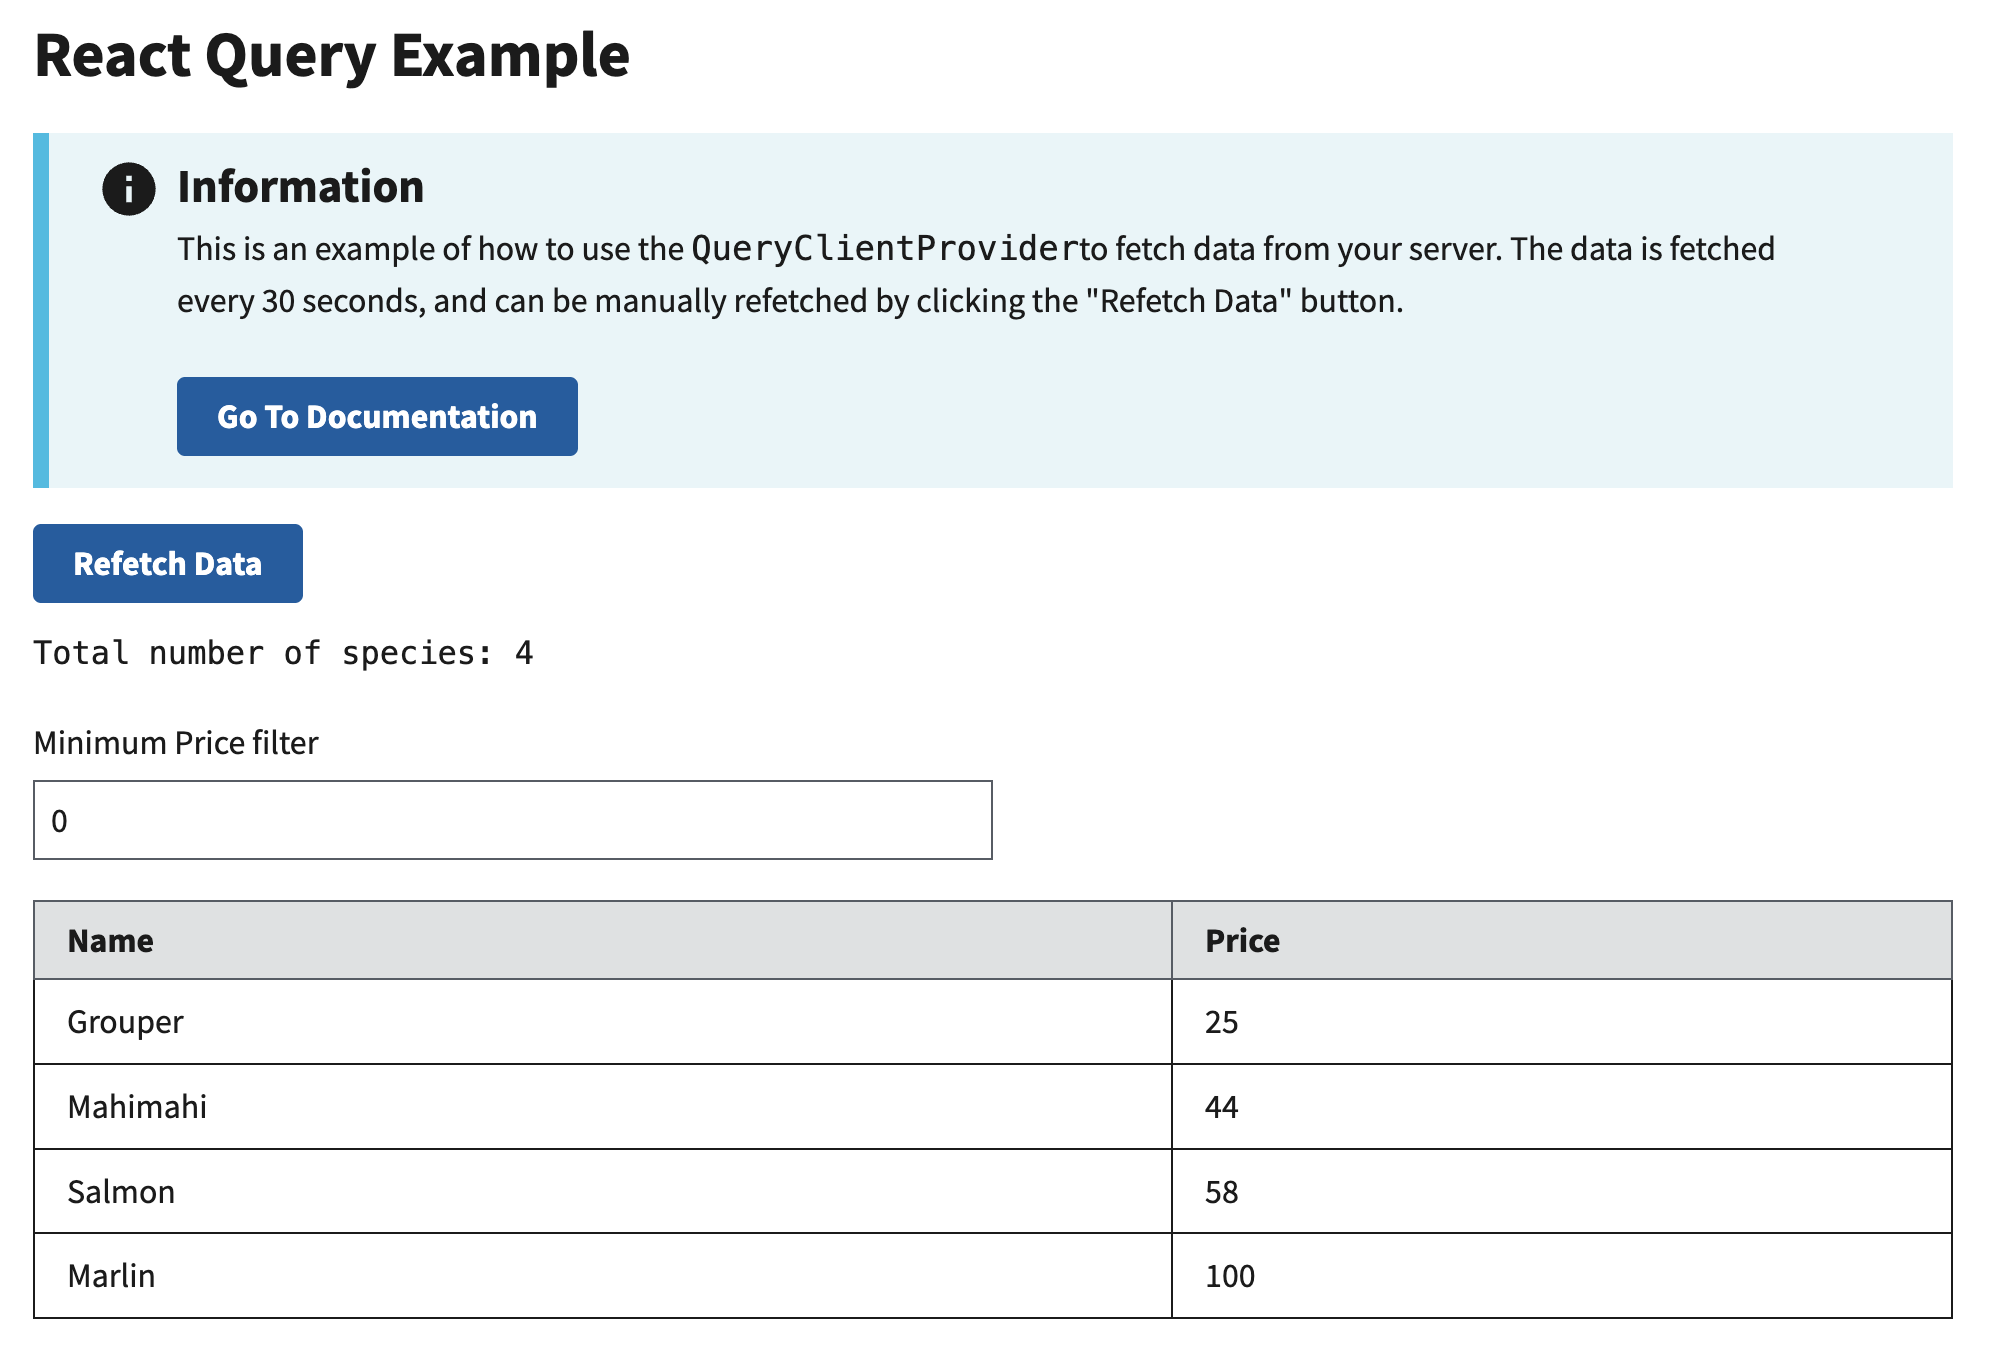 React Query Example
Information
This is an example of how to use the QueryClientProviderto fetch data from your server. The data is fetched
every 30 seconds, and can be manually refetched by clicking the "Refetch Data" button.
Go To Documentation
Refetch Data
Total number of species: 4
Minimum Price filter
0
Name Price
Grouper 25
Mahimahi 44
Salmon 58
Marlin 100